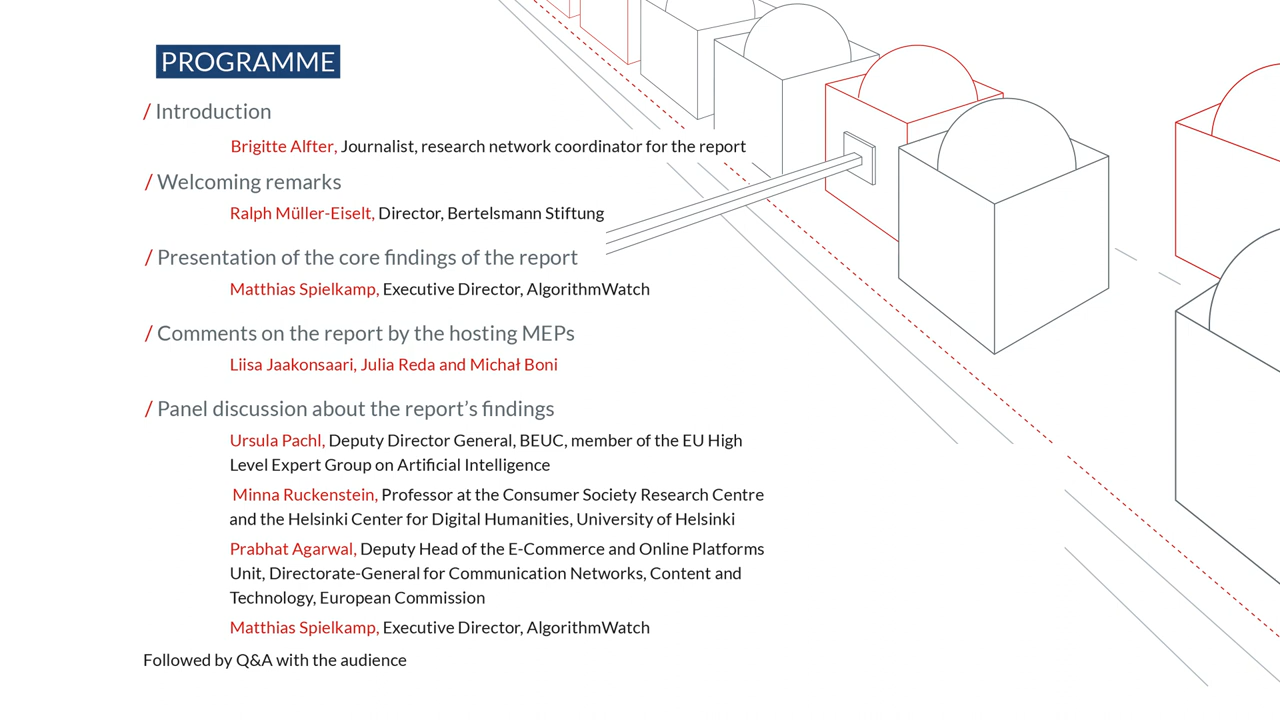 PROGRAMME
/ Introduction
Brigitte Alfter, Journalist, research network coordinator for the report
/ Welcoming remarks
Ralph Müller-Eiselt, Director, Bertelsmann Stiftung
/ Presentation of the core findings of the report
Matthias Spielkamp, Executive Director, AlgorithmWatch
/ Comments on the report by the hosting MEPs
Liisa Jaakonsaari, Julia Reda and Michał Boni
/ Panel discussion about the report’s findings
Ursula Pachl, Deputy Director General, BEUC, member of the EU High
Level Expert Group on Artificial Intelligence
Minna Ruckenstein, Professor at the Consumer Society Research Centre
and the Helsinki Center for Digital Humanities, University of Helsinki
Prabhat Agarwal, Deputy Head of the E-Commerce and Online Platforms
Unit, Directorate-General for Communication Networks, Content and
Technology, European Commission
Matthias Spielkamp, Executive Director, AlgorithmWatch
Followed by Q&A with the audience